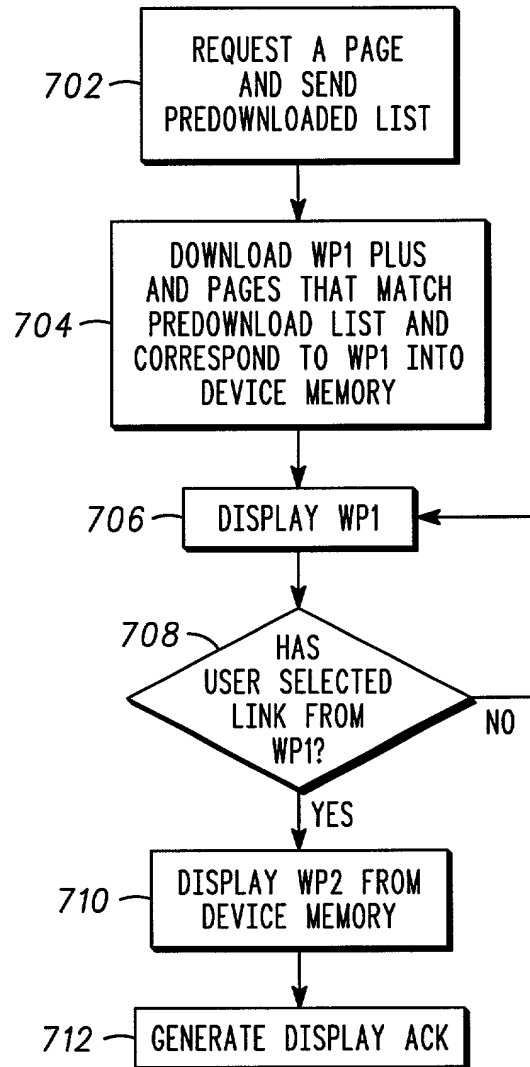 702
REQUEST A PAGE
AND SEND
PREDOWNLOADED LIST
704
DOWNLOAD WP1 PLUS
AND PAGES THAT MATCH
PREDOWNLOAD LIST AND
CORRESPOND TO WP1 INTO
DEVICE MEMORY
706
DISPLAY WP1
708
HAS
USER SELECTED
LINK FROM
WP1?
NO
YES
710
DISPLAY WP2 FROM
DEVICE MEMORY
712
GENERATE DISPLAY ACK